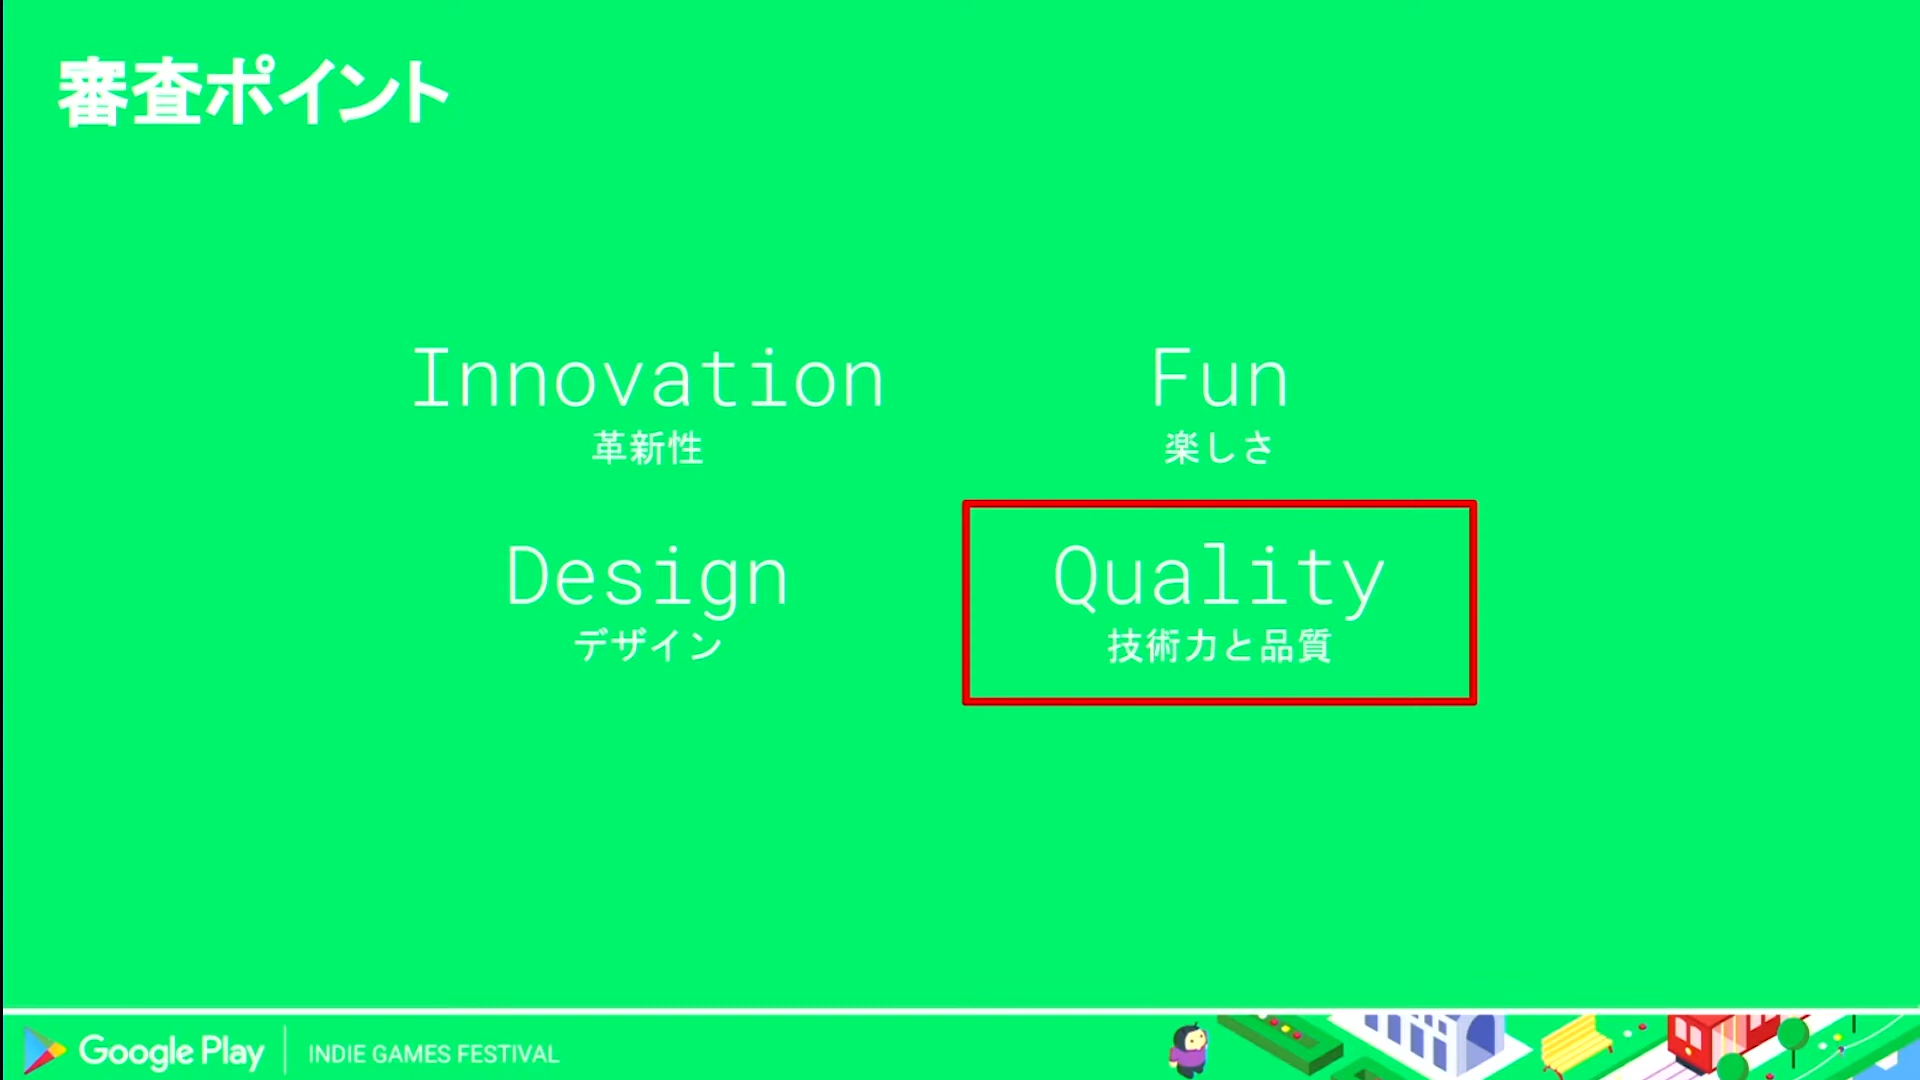 審査ポイント
Innovation
革新性
Fun
楽しさ
Design
デザイン
Quality
技術力と品質
Google Play
INDIE GAMES FESTIVAL